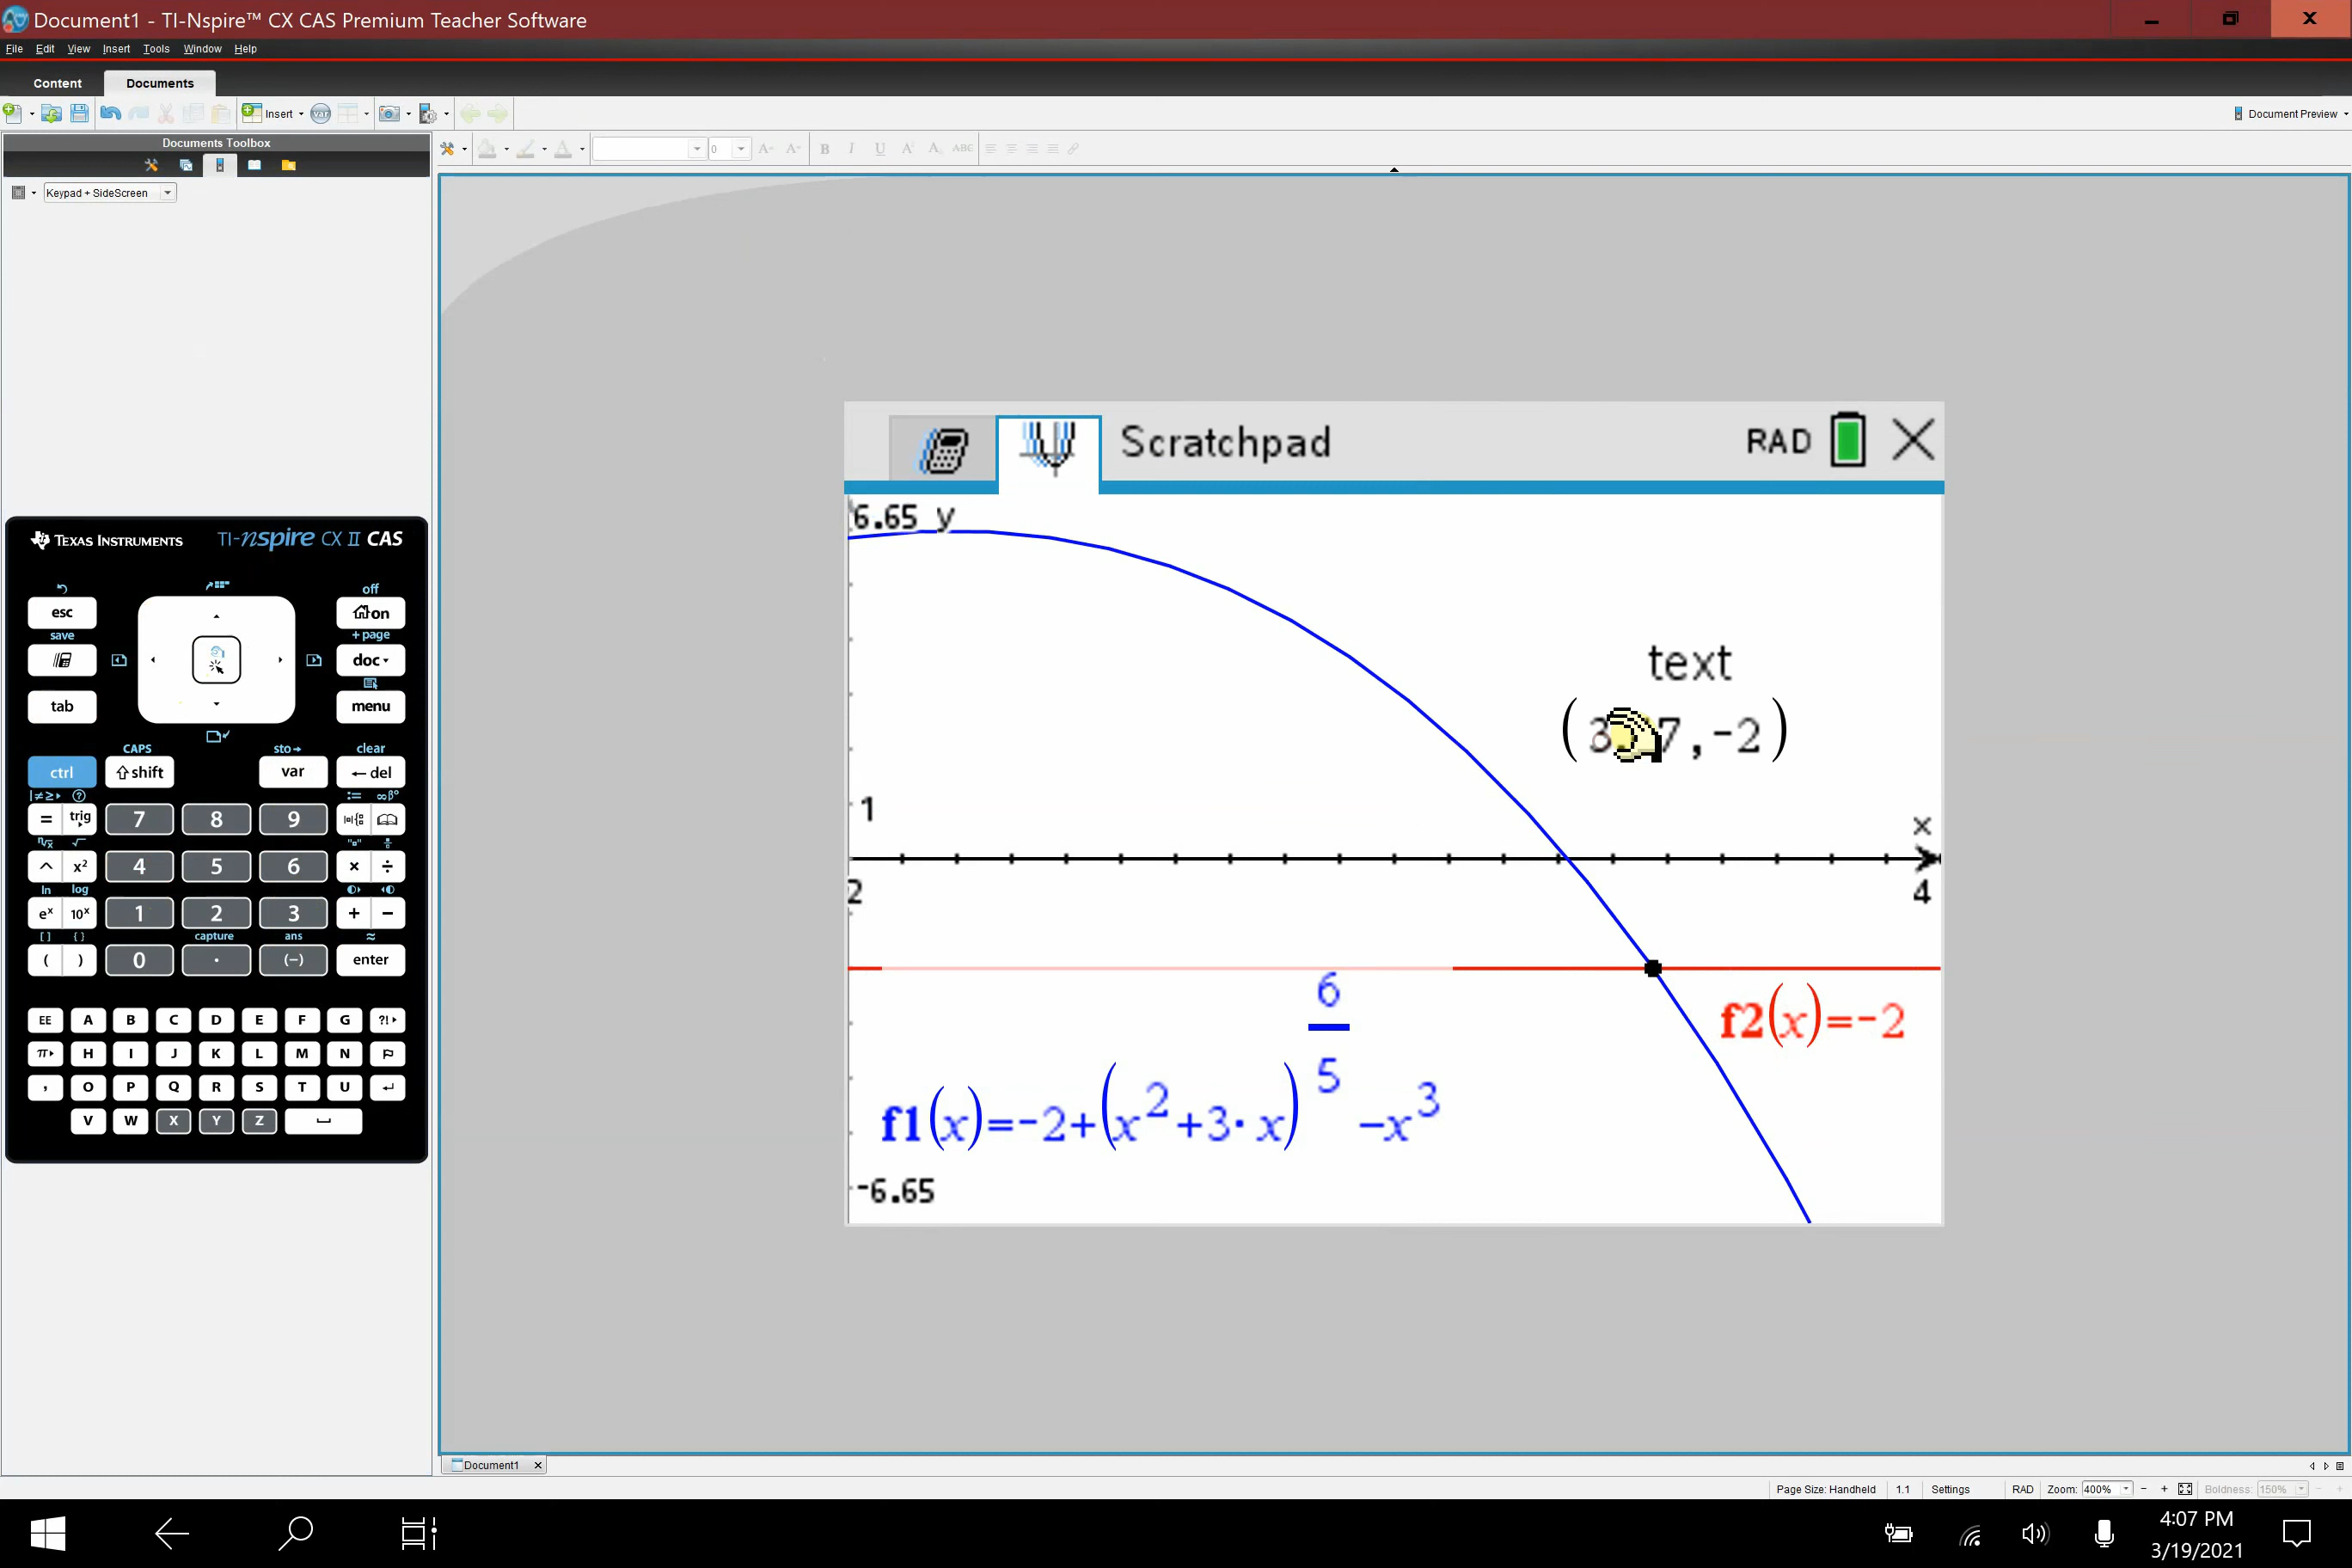 Document1 - TI-Nspire™ CX CAS Premium Teacher Software
File Edit View Insert Tools Window Help
Content Documents
Insert VAR Document Preview
Documents Toolbox
0 B I U ABC
Keypad + SideScreen
Scratchpad RAD
6.65 y
text
,-2)
1
x
2 4
f2(x)=-2
f1(x)=-2+(x²+3·x)^(6/5) -x³
-6.65
TEXAS INSTRUMENTS TI-nspire CX II CAS
off
esc on
save + page
doc
tab menu
CAPS sto→ clear
ctrl ⇧shift var ←del
|≠≥▸ ? := ∞β°
= trig 7 8 9
ⁿ√x √ "▫" ÷
^ x² 4 5 6 × ÷
ln log
eˣ 10ˣ 1 2 3 + −
[ ] { } capture ans ≈
( ) 0 . (−) enter
EE A B C D E F G ?!▸
π▸ H I J K L M N
, O P Q R S T U ↵
V W X Y Z
Document1
Page Size: Handheld 1.1 Settings RAD Zoom: 400% - + Boldness: 150% - +
4:07 PM
3/19/2021